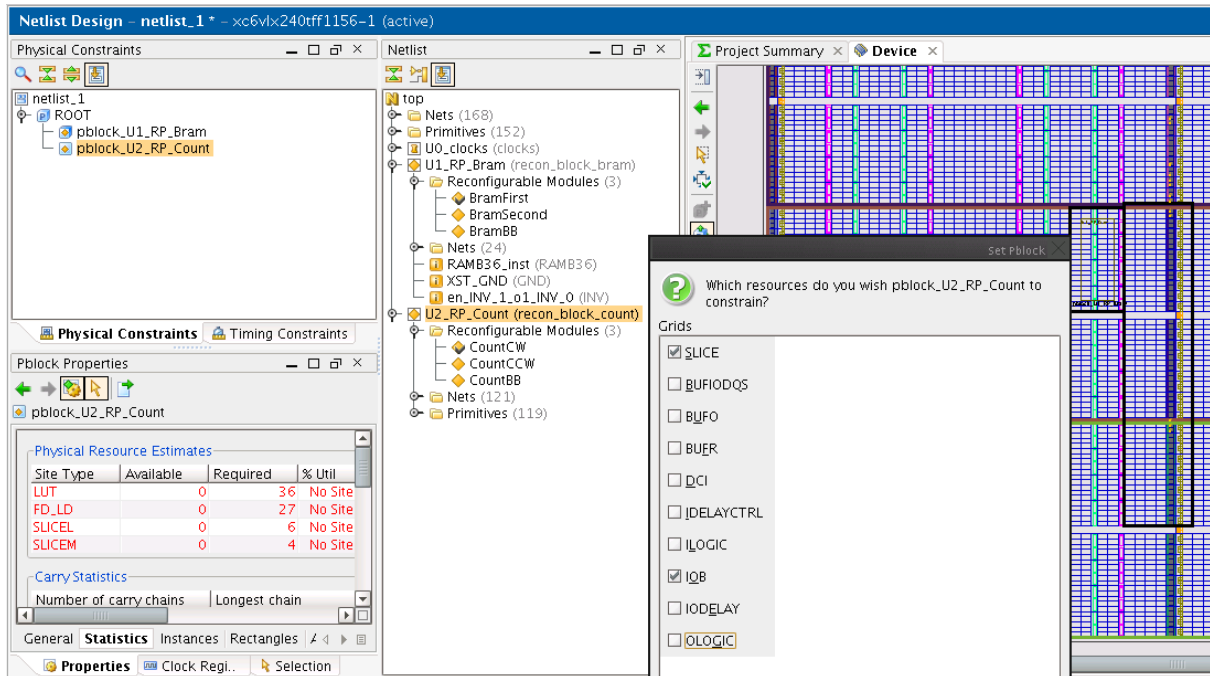 Netlist Design – netlist_1 * – xc6vlx240tff1156–1 (active)
Physical Constraints
netlist_1
ROOT
pblock_U1_RP_Bram
pblock_U2_RP_Count
Physical Constraints
Timing Constraints
Pblock Properties
pblock_U2_RP_Count
Physical Resource Estimates
Site Type Available Required % Util
LUT 0 36 No Site
FD_LD 0 27 No Site
SLICEL 0 6 No Site
SLICEM 0 4 No Site
Carry Statistics
Number of carry chains Longest chain
General Statistics Instances Rectangles
Properties Clock Regi.. Selection
Netlist
top
Nets (168)
Primitives (152)
U0_clocks (clocks)
U1_RP_Bram (recon_block_bram)
Reconfigurable Modules (3)
BramFirst
BramSecond
BramBB
Nets (24)
RAMB36_inst (RAMB36)
XST_GND (GND)
en_INV_1_o1_INV_0 (INV)
U2_RP_Count (recon_block_count)
Reconfigurable Modules (3)
CountCW
CountCCW
CountBB
Nets (121)
Primitives (119)
Project Summary
Device
Set Pblock
Which resources do you wish pblock_U2_RP_Count to
constrain?
Grids
SLICE
BUFIODQS
BUFO
BUFR
DCI
IDELAYCTRL
ILOGIC
IOB
IODELAY
OLOGIC